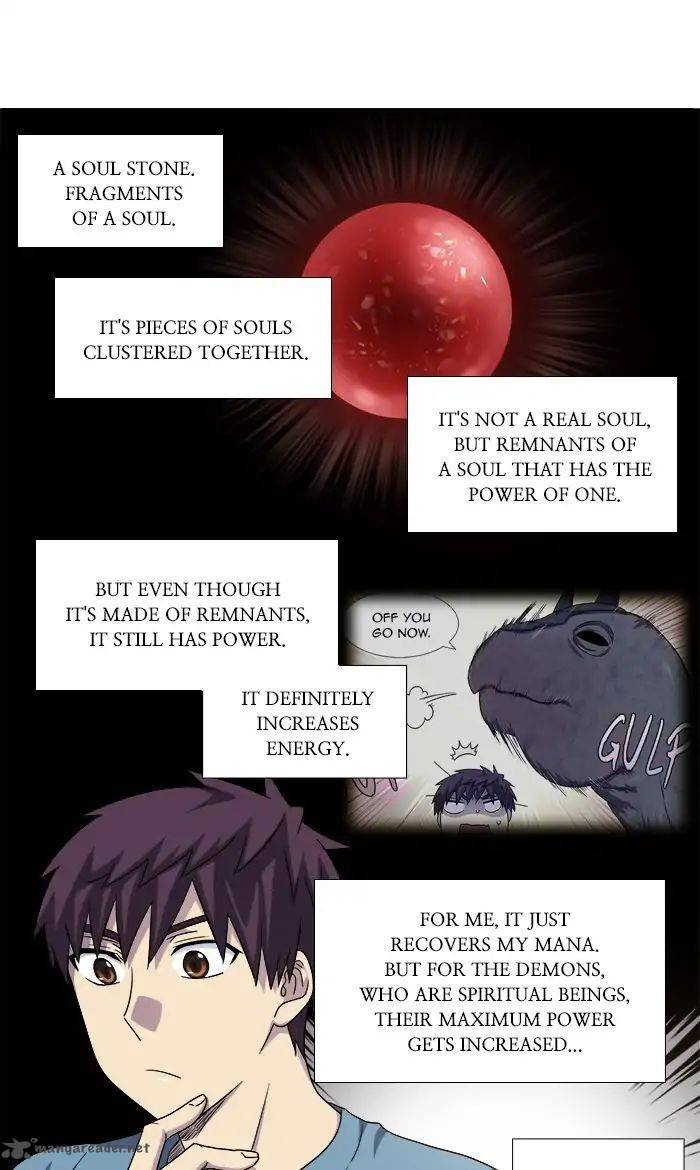 A SOUL STONE.
FRAGMENTS
OF A SOUL.
IT'S PIECES OF SOULS
CLUSTERED TOGETHER.
IT'S NOT A REAL SOUL,
BUT REMNANTS OF
A SOUL THAT HAS THE
POWER OF ONE.
BUT EVEN THOUGH
IT'S MADE OF REMNANTS,
IT STILL HAS POWER.
OFF YOU
GO NOW.
IT DEFINITELY
INCREASES
ENERGY.
GULP
FOR ME, IT JUST
RECOVERS MY MANA.
BUT FOR THE DEMONS,
WHO ARE SPIRITUAL BEINGS,
THEIR MAXIMUM POWER
GETS INCREASED...
mangareader.net